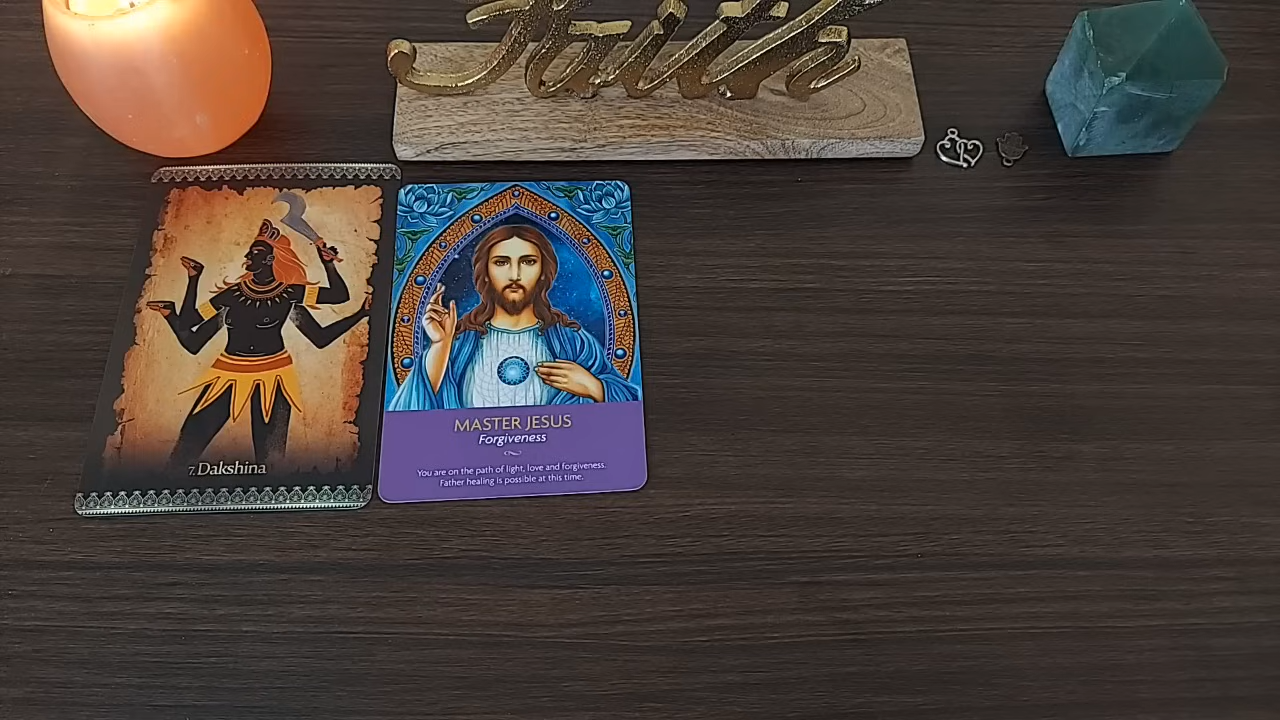 Faith
7. Dakshina
MASTER JESUS
Forgiveness
You are on the path of light, love and forgiveness.
Father healing is possible at this time.